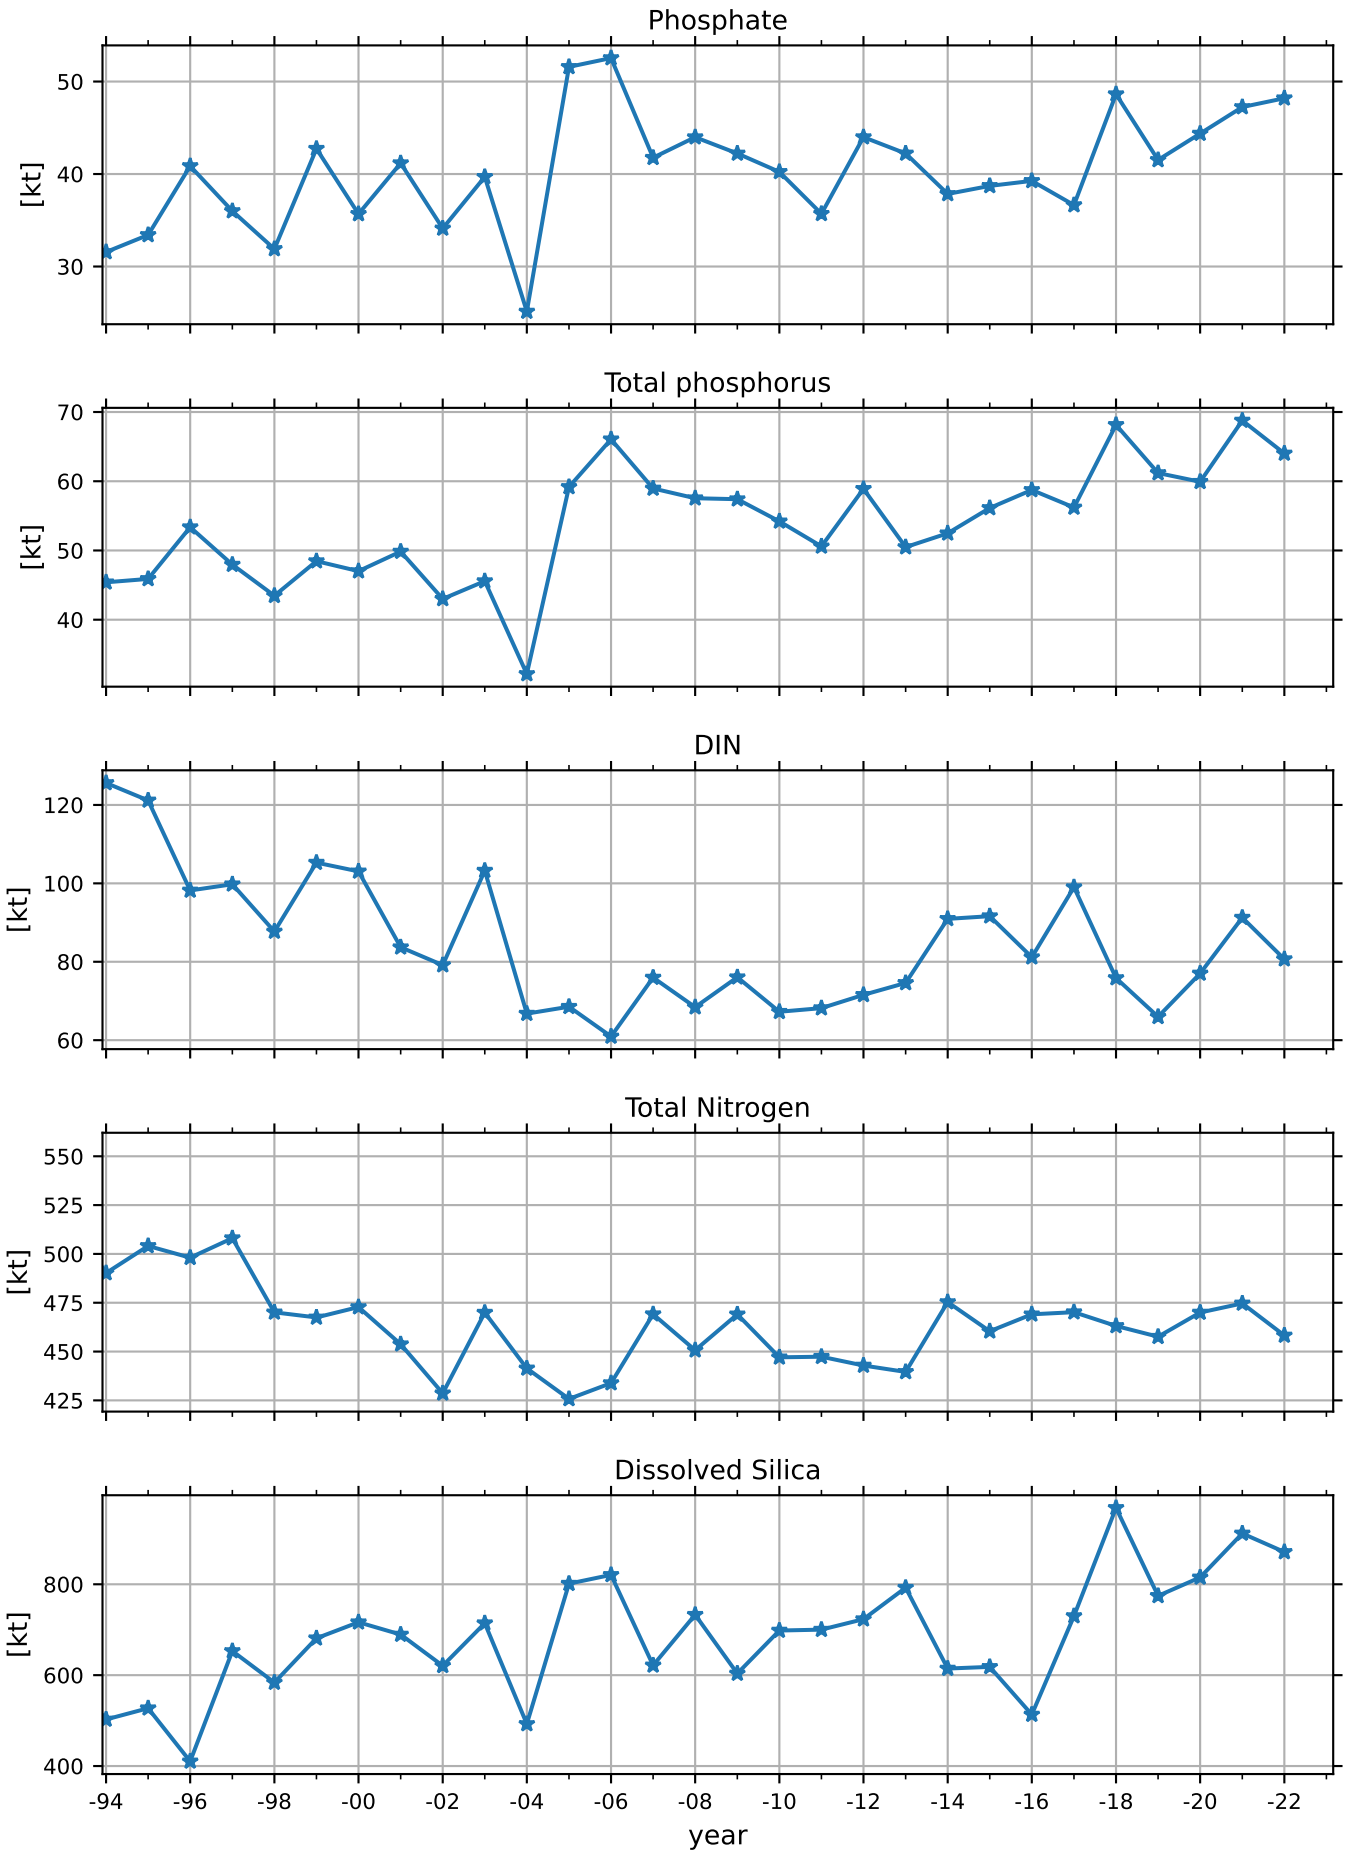 Phosphate
50
40
30
[kt]
Total phosphorus
70
60
50
40
[kt]
DIN
120
100
80
60
[kt]
Total Nitrogen
550
525
500
475
450
425
[kt]
Dissolved Silica
800
600
400
[kt]
-94 -96 -98 -00 -02 -04 -06 -08 -10 -12 -14 -16 -18 -20 -22
year